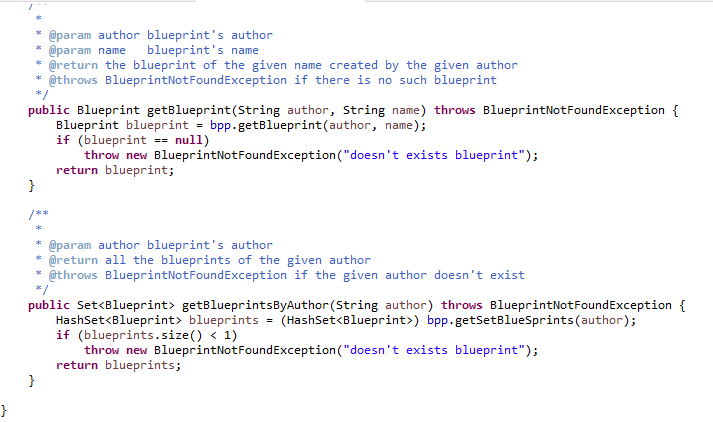 /**
*
* @param author blueprint's author
* @param name blueprint's name
* @return the blueprint of the given name created by the given author
* @throws BlueprintNotFoundException if there is no such blueprint
*/
public Blueprint getBlueprint(String author, String name) throws BlueprintNotFoundException {
Blueprint blueprint = bpp.getBlueprint(author, name);
if (blueprint == null)
throw new BlueprintNotFoundException("doesn't exists blueprint");
return blueprint;
}
/**
*
* @param author blueprint's author
* @return all the blueprints of the given author
* @throws BlueprintNotFoundException if the given author doesn't exist
*/
public Set<Blueprint> getBlueprintsByAuthor(String author) throws BlueprintNotFoundException {
HashSet<Blueprint> blueprints = (HashSet<Blueprint>) bpp.getSetBlueSprints(author);
if (blueprints.size() < 1)
throw new BlueprintNotFoundException("doesn't exists blueprint");
return blueprints;
}
}